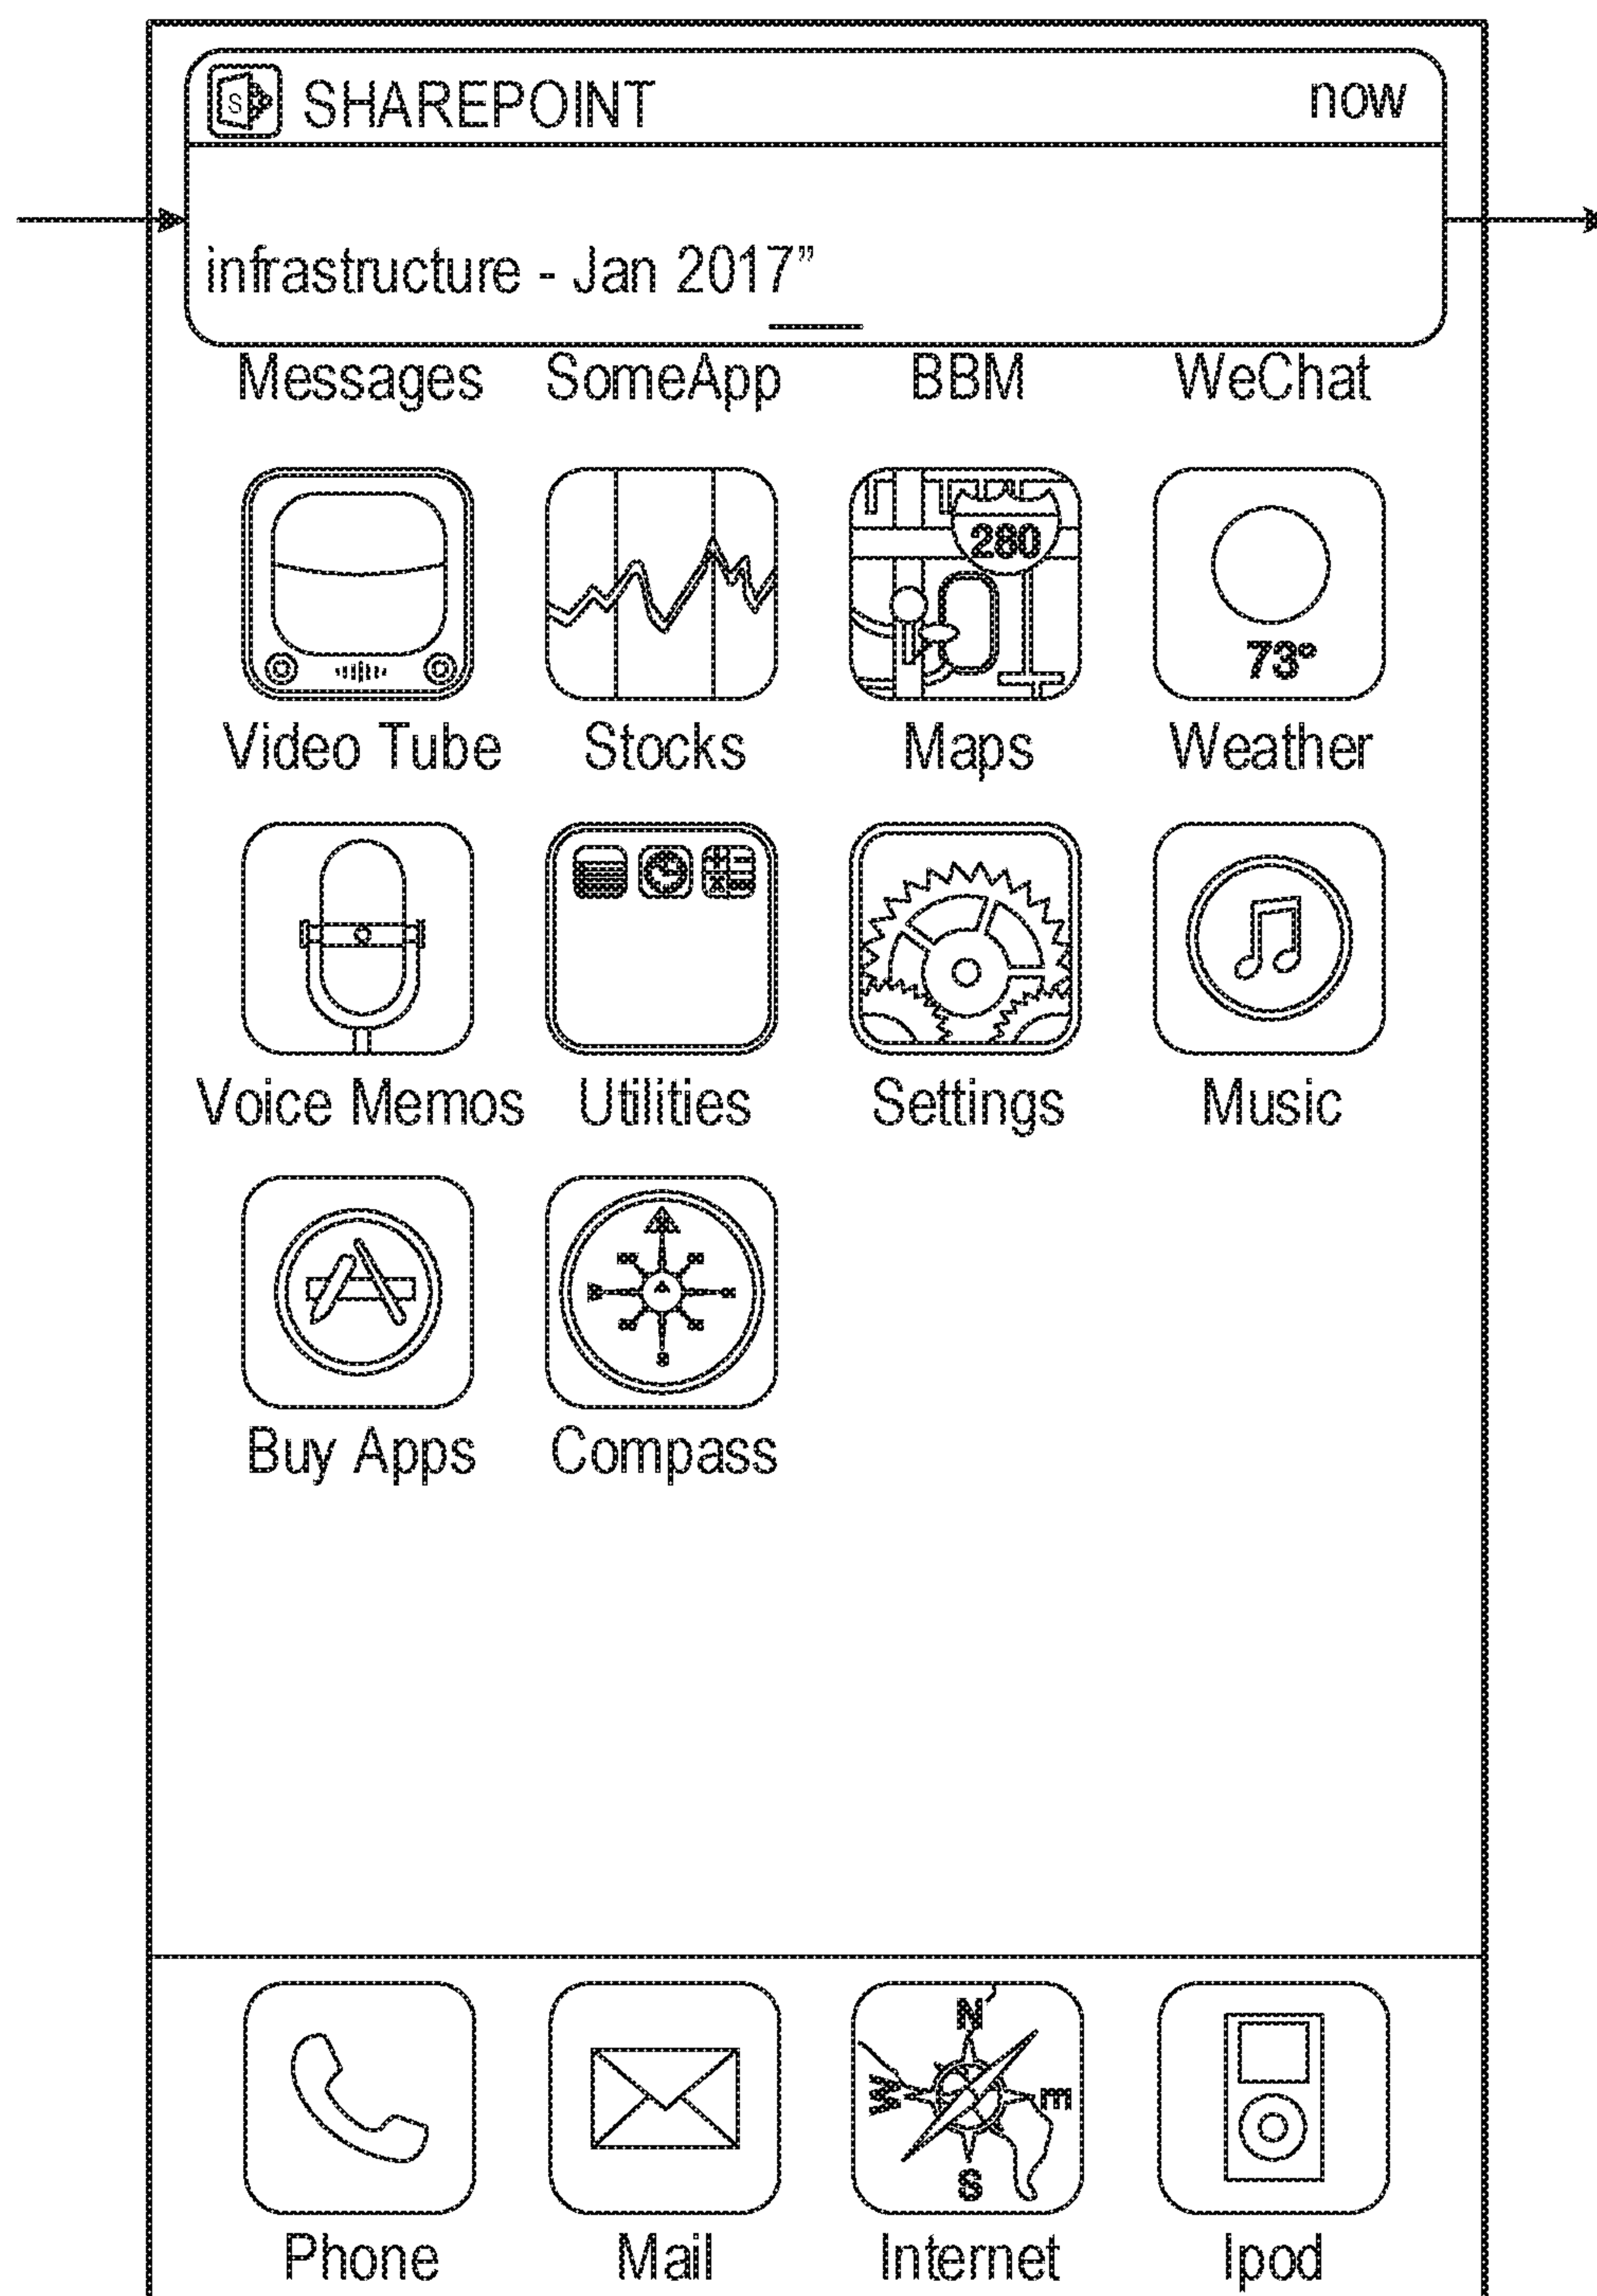 S SHAREPOINT now
infrastructure - Jan 2017”
Messages SomeApp BBM WeChat
280
73°
Video Tube Stocks Maps Weather
Voice Memos Utilities Settings Music
Buy Apps Compass
N
W E
S
Phone Mail Internet Ipod